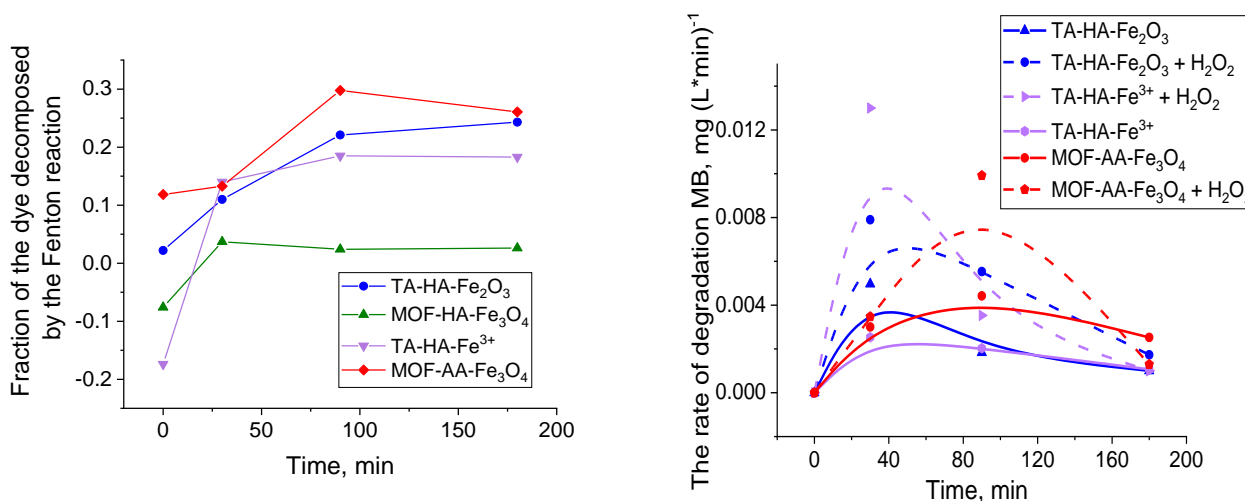 Fraction of the dye decomposed
by the Fenton reaction
0.3
0.2
0.1
0.0
-0.1
-0.2
0
50
100
150
200
Time, min
TA-HA-Fe₂O₃
MOF-HA-Fe₃O₄
TA-HA-Fe³⁺
MOF-AA-Fe₃O₄
The rate of degradation MB, mg (L*min)⁻¹
0.012
0.008
0.004
0.000
0
40
80
120
160
200
Time, min
TA-HA-Fe₂O₃
TA-HA-Fe₂O₃ + H₂O₂
TA-HA-Fe³⁺ + H₂O₂
TA-HA-Fe³⁺
MOF-AA-Fe₃O₄
MOF-AA-Fe₃O₄ + H₂O₂